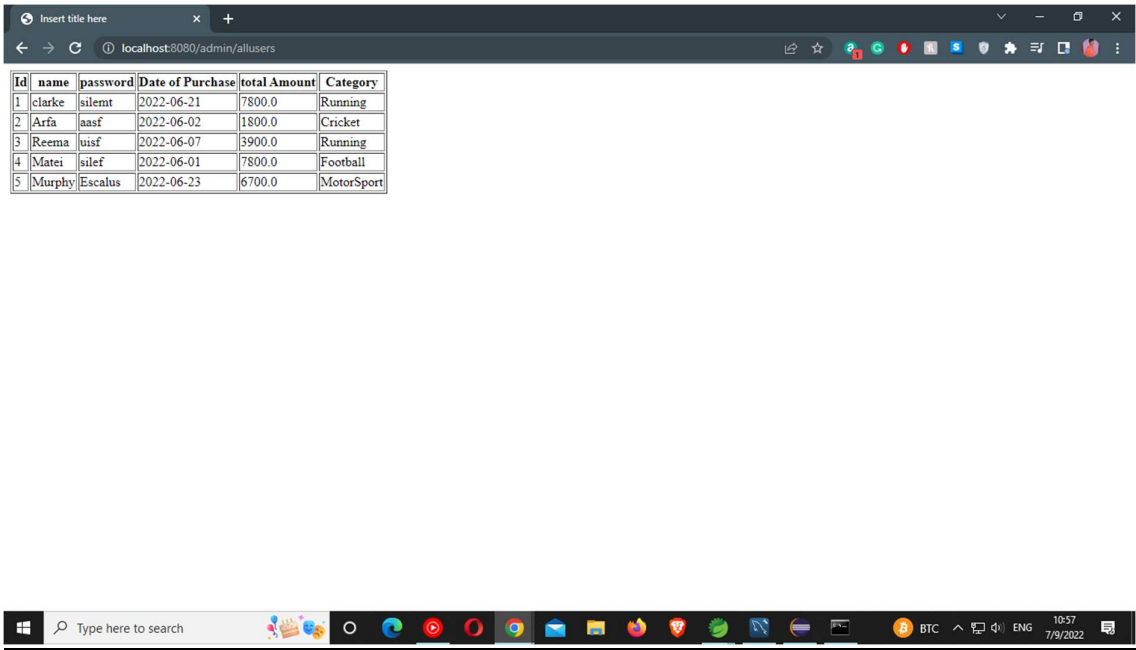 Insert title here
localhost:8080/admin/allusers
Id name password Date of Purchase total Amount Category
1 clarke silemt 2022-06-21 7800.0 Running
2 Arfa aasf 2022-06-02 1800.0 Cricket
3 Reema uisf 2022-06-07 3900.0 Running
4 Matei silef 2022-06-01 7800.0 Football
5 Murphy Escalus 2022-06-23 6700.0 MotorSport
Type here to search
BTC ENG 10:57
7/9/2022